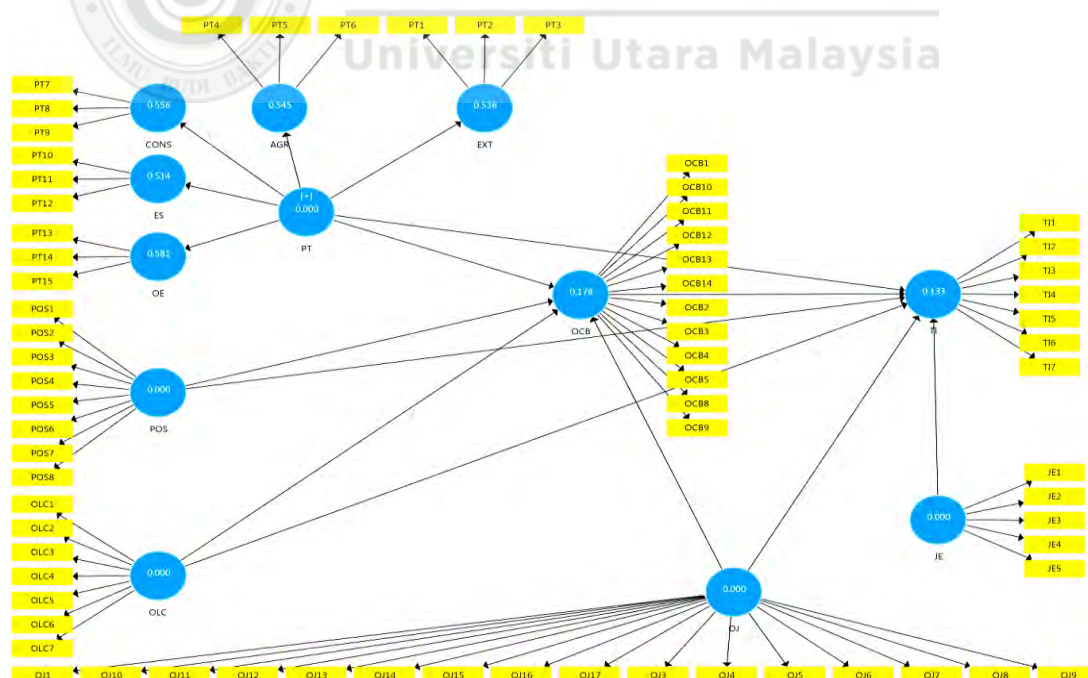 PT4 PT5 PT6 PT1 PT2 PT3
Universiti Utara Malaysia
ILMU BUDI BAKTI
PT7
PT8
PT9
0.556
CONS
0.545
AGR
0.538
EXT
PT10
PT11
PT12
0.514
ES
[+]
0.000
PT
PT13
PT14
PT15
0.581
OE
OCB1
OCB10
OCB11
OCB12
OCB13
OCB14
OCB2
OCB3
OCB4
OCB5
OCB8
OCB9
0.178
OCB
TI1
TI2
TI3
TI4
TI5
TI6
TI7
0.133
TI
POS1
POS2
POS3
POS4
POS5
POS6
POS7
POS8
0.000
POS
OLC1
OLC2
OLC3
OLC4
OLC5
OLC6
OLC7
0.000
OLC
JE1
JE2
JE3
JE4
JE5
0.000
JE
0.000
OJ
OJ1 OJ10 OJ11 OJ12 OJ13 OJ14 OJ15 OJ16 OJ17 OJ3 OJ4 OJ5 OJ6 OJ7 OJ8 OJ9